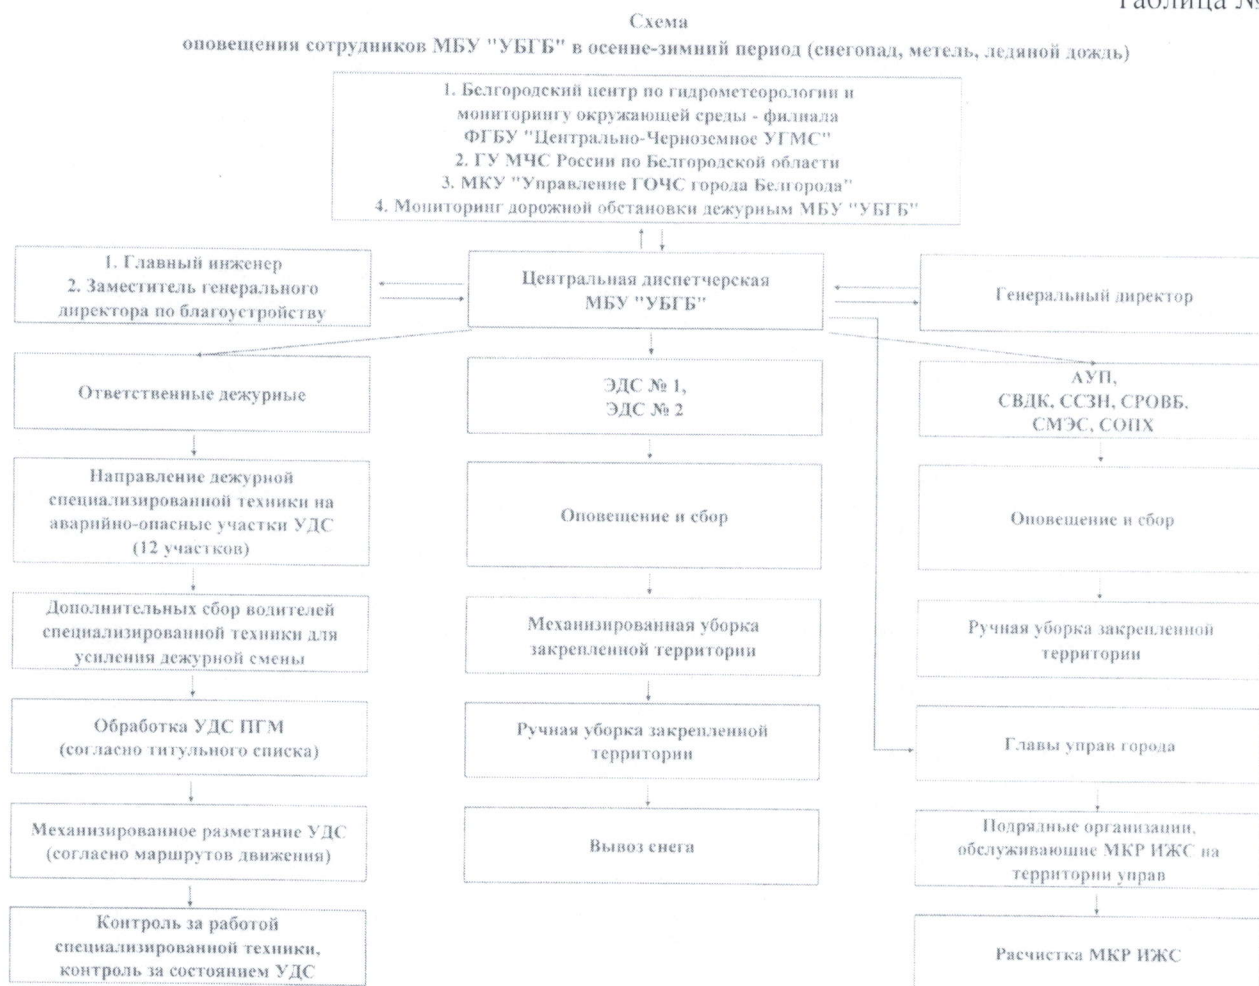 Таблица №
Схема
оповещения сотрудников МБУ "УБГБ" в осенне-зимний период (снегопад, метель, ледяной дождь)
1. Белгородский центр по гидрометеорологии и
мониторингу окружающей среды - филиала
ФГБУ "Центрально-Черноземное УГМС"
2. ГУ МЧС России по Белгородской области
3. МКУ "Управление ГОЧС города Белгорода"
4. Мониторинг дорожной обстановки дежурным МБУ "УБГБ"
1. Главный инженер
2. Заместитель генерального
директора по благоустройству
Центральная диспетчерская
МБУ "УБГБ"
Генеральный директор
Ответственные дежурные
ЭДС № 1,
ЭДС № 2
АУП,
СВДК, ССЗН, СРОВБ.
СМЭС, СОПХ
Направление дежурной
специализированной техники на
аварийно-опасные участки УДС
(12 участков)
Оповещение и сбор
Оповещение и сбор
Дополнительных сбор водителей
специализированной техники для
усиления дежурной смены
Механизированная уборка
закрепленной территории
Ручная уборка закрепленной
территории
Обработка УДС ПГМ
(согласно титульного списка)
Ручная уборка закрепленной
территории
Главы управ города
Механизированное разметание УДС
(согласно маршрутов движения)
Вывоз снега
Подрядные организации,
обслуживающие МКР ИЖС на
территории управ
Контроль за работой
специализированной техники,
контроль за состоянием УДС
Расчистка МКР ИЖС